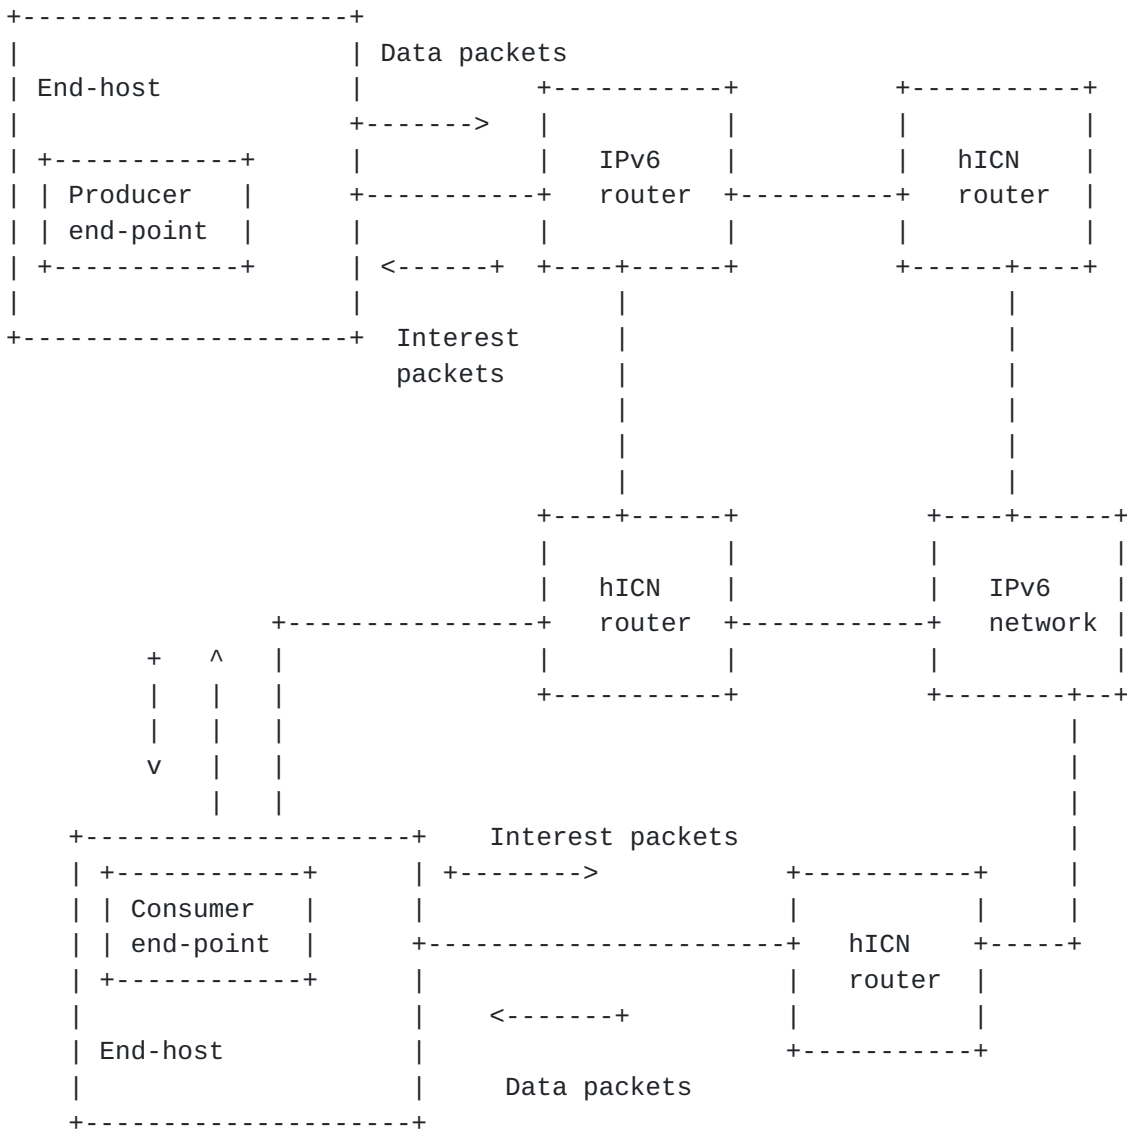 Data packets
End-host
IPv6
router
hICN
router
Producer
end-point
Interest
packets
hICN
router
IPv6
network
Interest packets
Consumer
end-point
hICN
router
End-host
Data packets